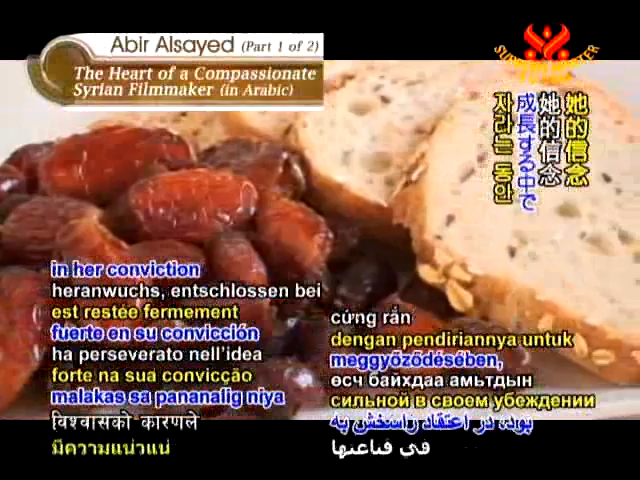 Abir Alsayed (Part 1 of 2)
The Heart of a Compassionate
Syrian Filmmaker (in Arabic)
她的信念
她的信念
成長する中で
자라는 동안
in her conviction
heranwuchs, entschlossen bei
est restée fermement
fuerte en su convicción
ha perseverato nell'idea
forte na sua convicção
malakas sa pananalig niya
विश्वासको कारणले
มีความแน่วแน่
cứng rắn
dengan pendiriannya untuk
meggyőződésében,
өсч байхдаа амьтдын
сильной в своем убеждении
بود، در اعتقاد راسخش به
في قناعتها